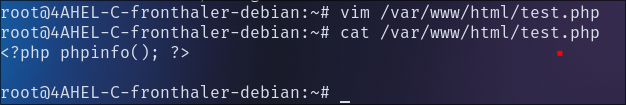 root@4AHEL-C-fronthaler-debian:~# vim /var/www/html/test.php
root@4AHEL-C-fronthaler-debian:~# cat /var/www/html/test.php
<?php phpinfo(); ?>
root@4AHEL-C-fronthaler-debian:~#